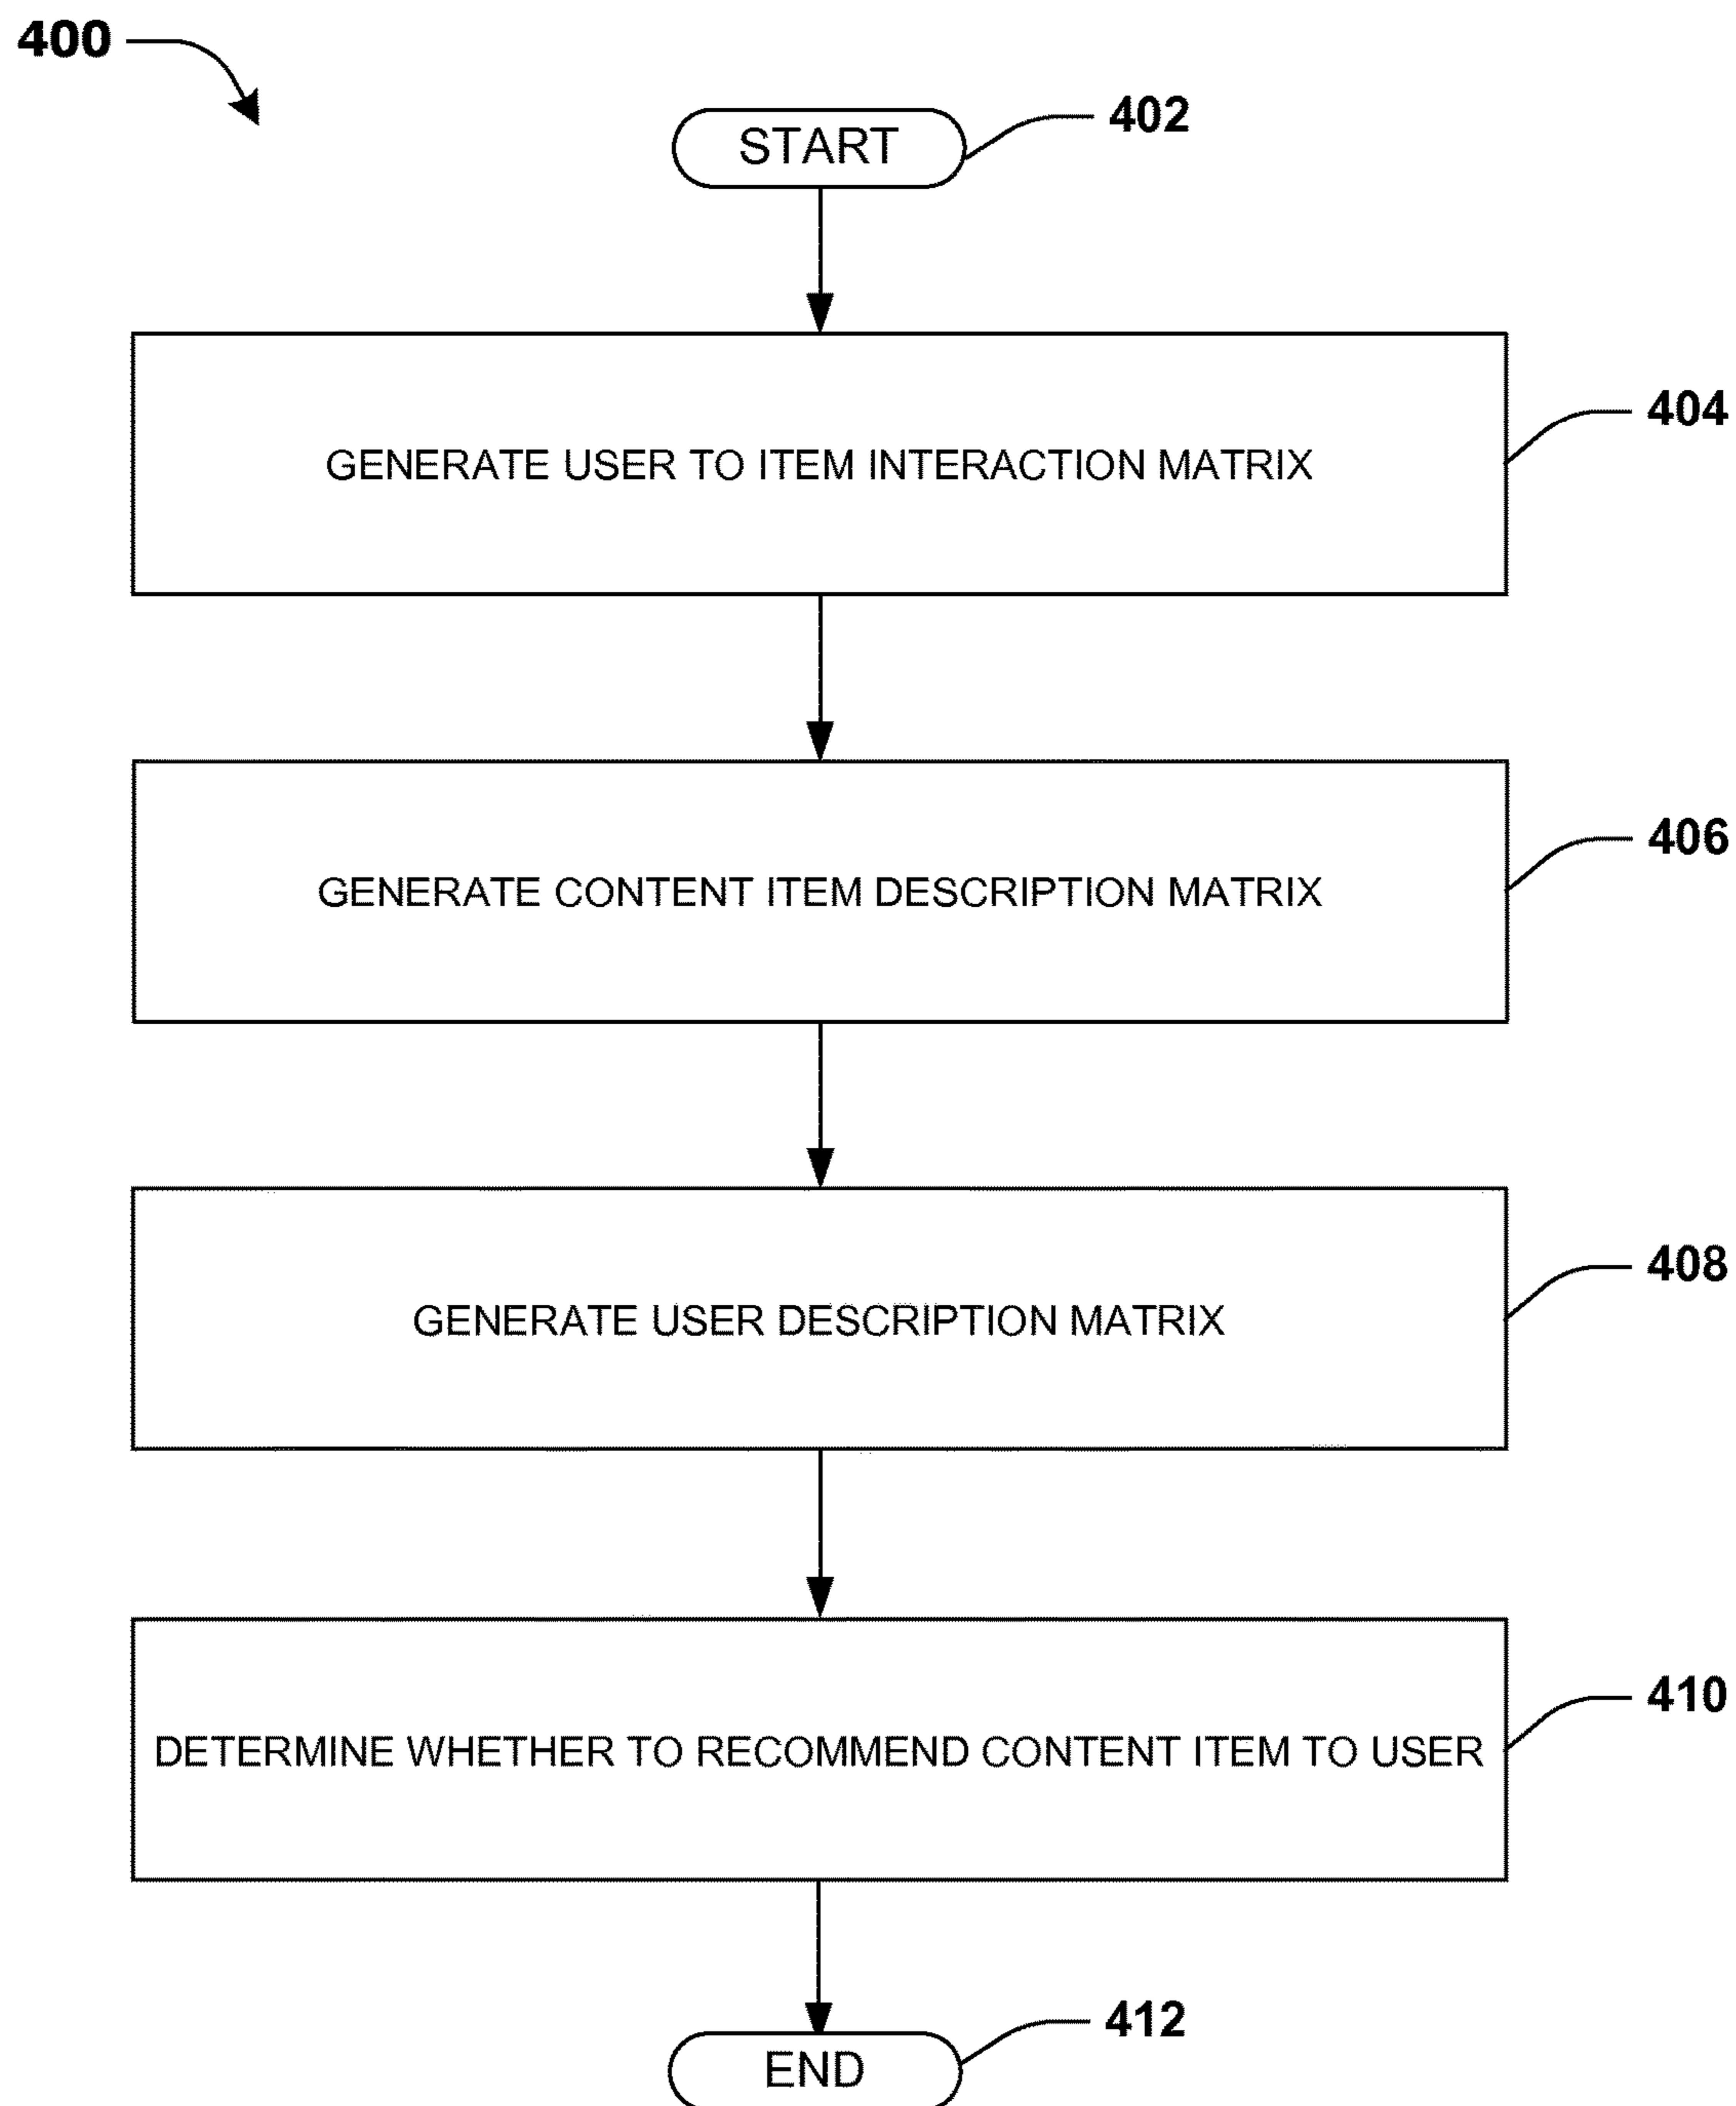 400
START
402
GENERATE USER TO ITEM INTERACTION MATRIX
404
GENERATE CONTENT ITEM DESCRIPTION MATRIX
406
GENERATE USER DESCRIPTION MATRIX
408
DETERMINE WHETHER TO RECOMMEND CONTENT ITEM TO USER
410
END
412